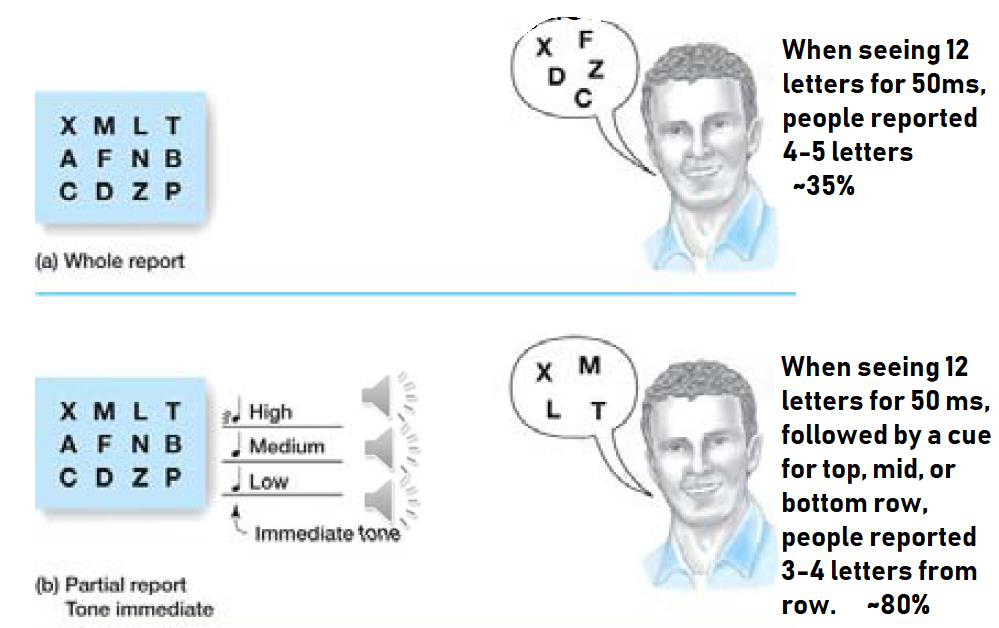 X M L T
A F N B
C D Z P
(a) Whole report
X F
D Z
C
When seeing 12
letters for 50ms,
people reported
4-5 letters
~35%
X M L T
A F N B
C D Z P
High
Medium
Low
Immediate tone
(b) Partial report
Tone immediate
X M
L T
When seeing 12
letters for 50 ms,
followed by a cue
for top, mid, or
bottom row,
people reported
3-4 letters from
row. ~80%